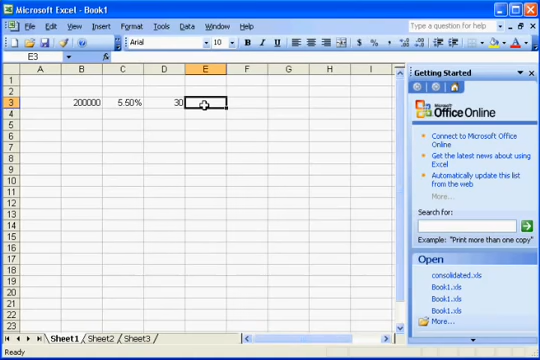 Microsoft Excel - Book1
File Edit View Insert Format Tools Data Window Help
Type a question for help
Arial 10 B I U $ % ,
E3 fx
A B C D E F G H I
1
2
3 200000 5.50% 30
4
5
6
7
8
9
10
11
12
13
14
15
16
17
18
19
20
21
22
23
Sheet1 Sheet2 Sheet3
Ready
Getting Started
Microsoft
Office Online
Connect to Microsoft Office
Online
Get the latest news about using
Excel
Automatically update this list
from the web
More...
Search for:
Example: "Print more than one copy"
Open
consolidated.xls
Book1.xls
Book1.xls
Book1.xls
More...